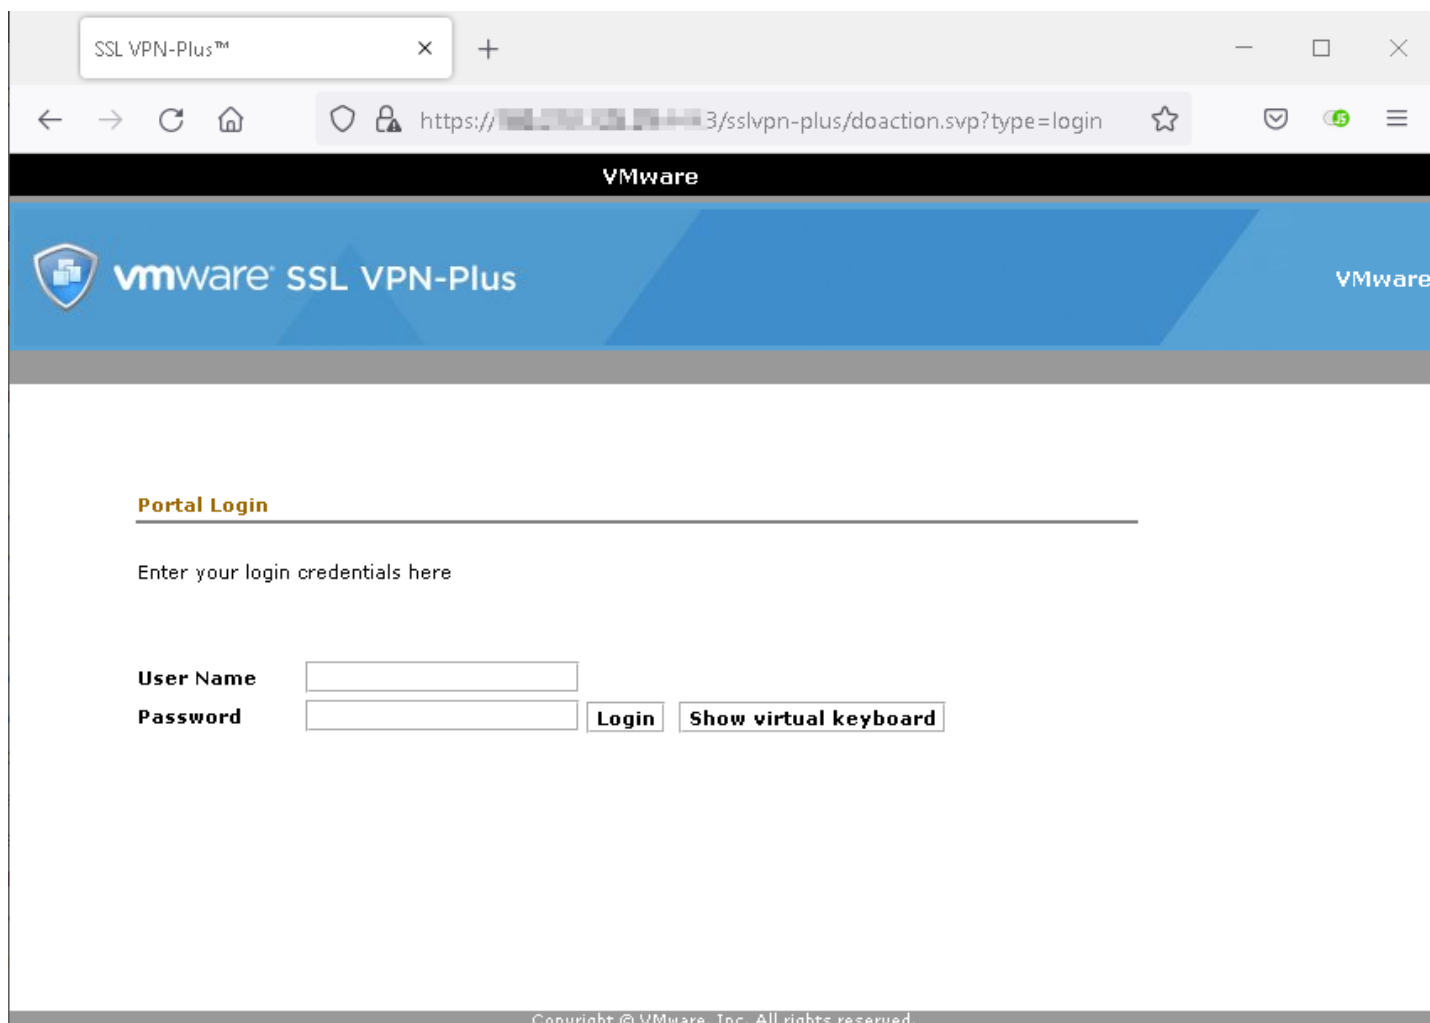 SSL VPN-Plus™
https:// 3/sslvpn-plus/doaction.svp?type=login
JS
VMware
vmware® SSL VPN-Plus
VMware
Portal Login
Enter your login credentials here
User Name
Password Login Show virtual keyboard
Copyright © VMware, Inc. All rights reserved.